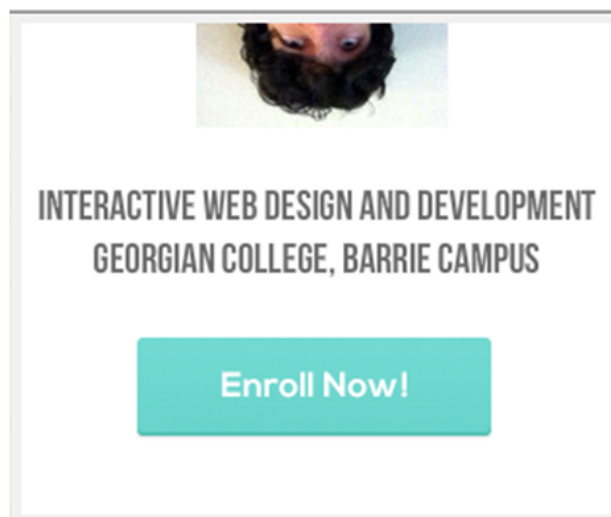 INTERACTIVE WEB DESIGN AND DEVELOPMENT
GEORGIAN COLLEGE, BARRIE CAMPUS
Enroll Now!